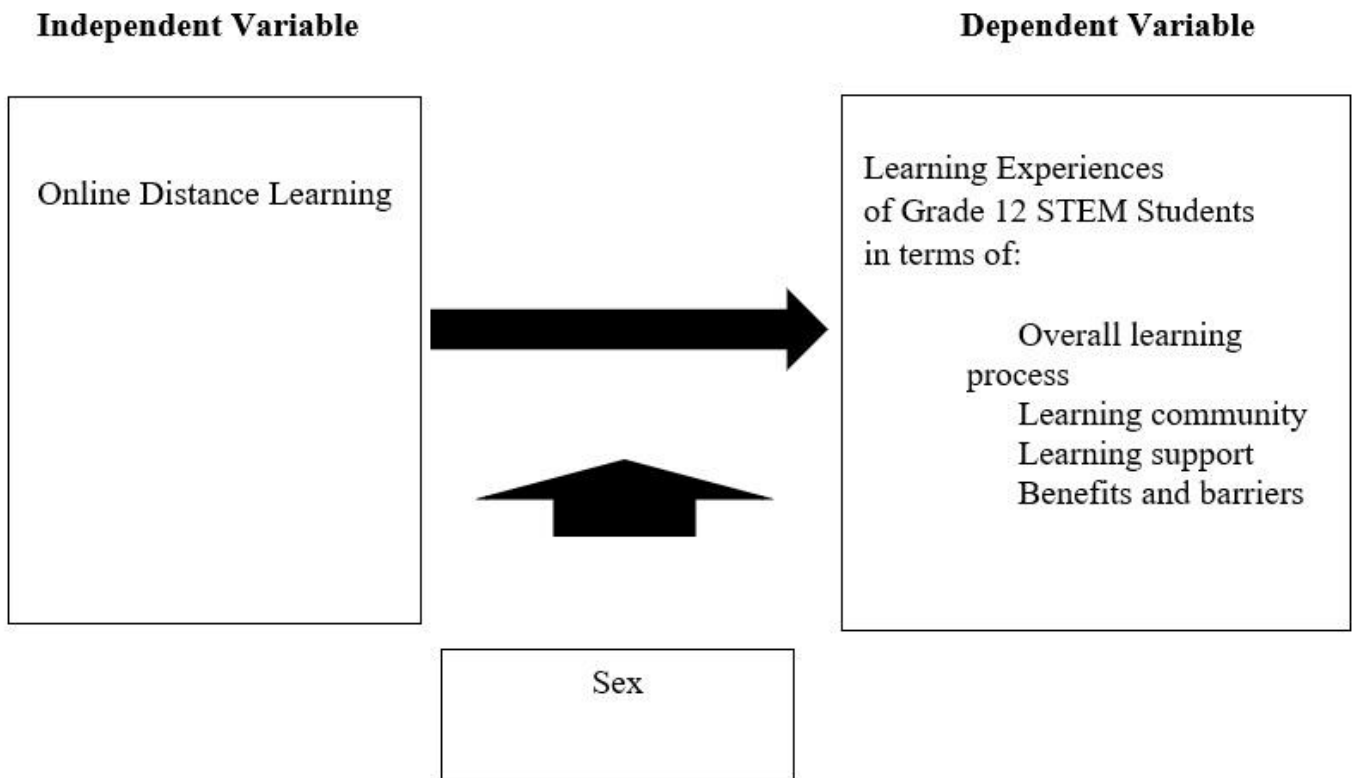 Independent Variable
Dependent Variable
Online Distance Learning
Learning Experiences
of Grade 12 STEM Students
in terms of:
Overall learning
process
Learning community
Learning support
Benefits and barriers
Sex